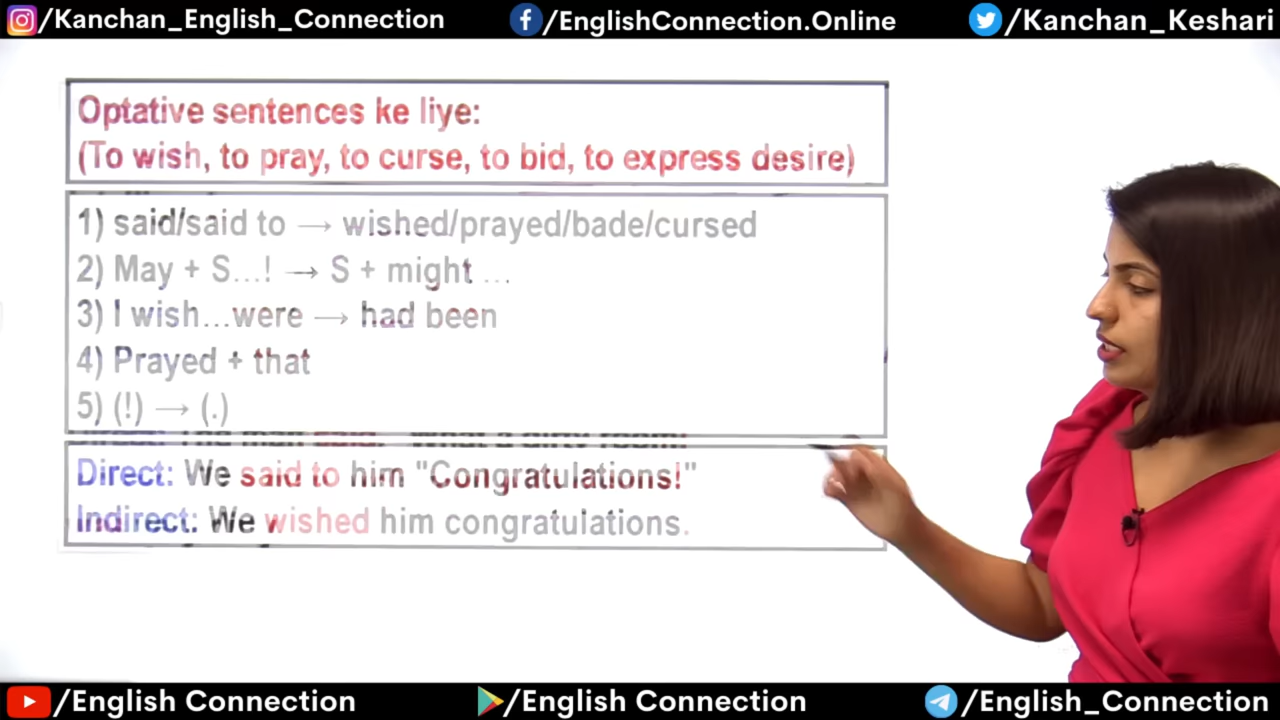 /Kanchan_English_Connection /EnglishConnection.Online /Kanchan_Keshari
Optative sentences ke liye:
(To wish, to pray, to curse, to bid, to express desire)
1) said/said to → wished/prayed/bade/cursed
2) May + S...! → S + might ...
3) I wish...were → had been
4) Prayed + that
5) (!) → (.)
Direct: We said to him "Congratulations!"
Indirect: We wished him congratulations.
/English Connection /English Connection /English_Connection